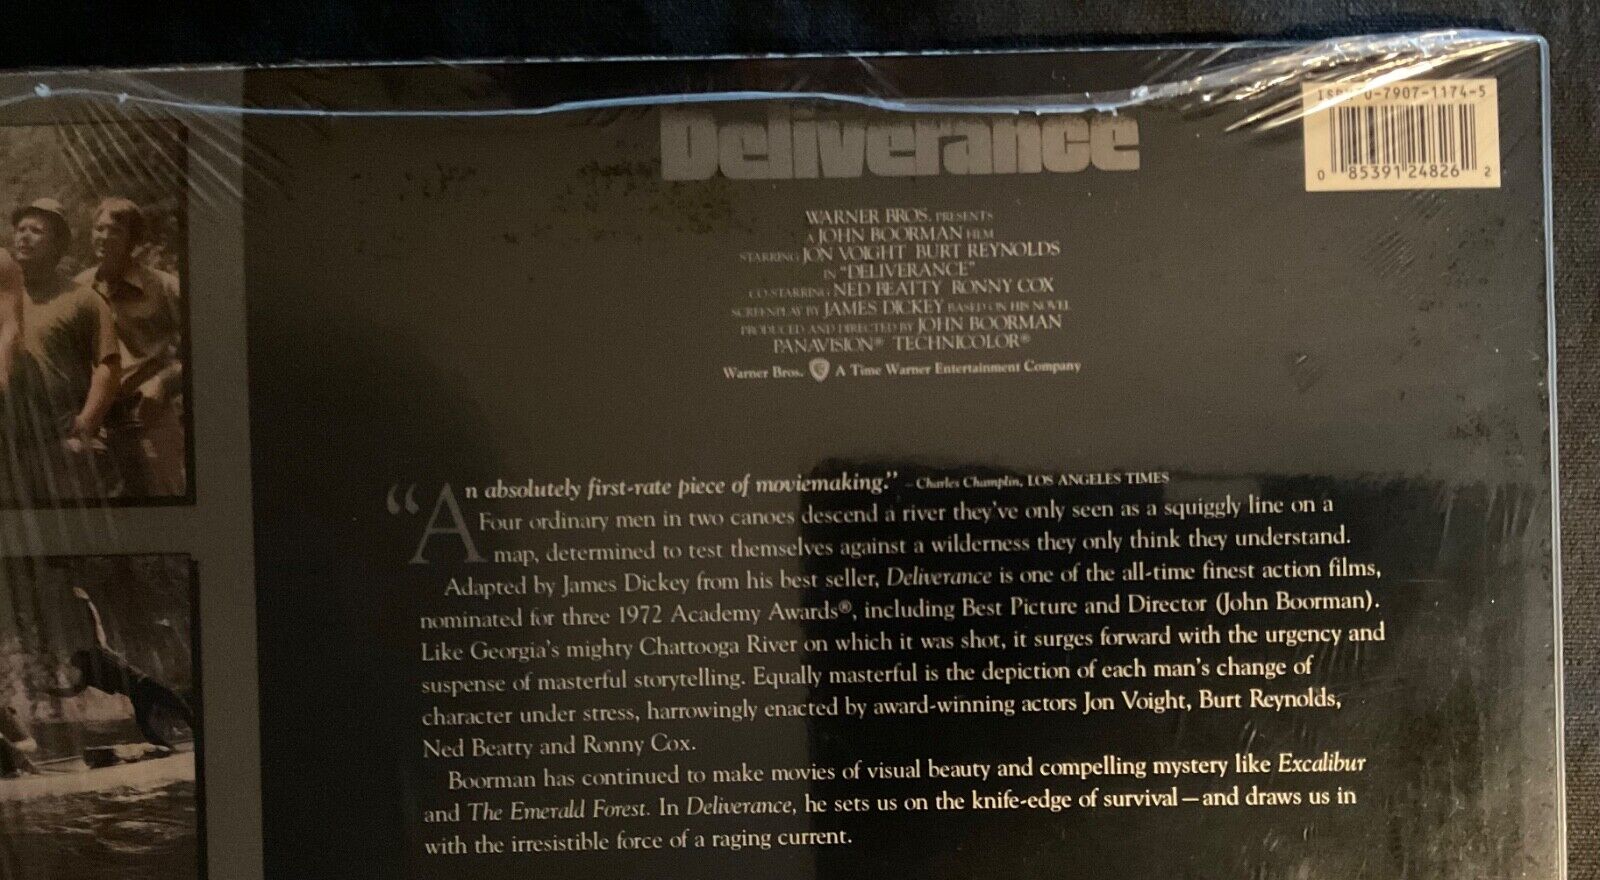 ISBN 0-7907-1174-5
0 85391 24826 2
Deliverance
WARNER BROS. PRESENTS
A JOHN BOORMAN FILM
STARRING JON VOIGHT BURT REYNOLDS
IN "DELIVERANCE"
CO-STARRING NED BEATTY RONNY COX
SCREENPLAY BY JAMES DICKEY BASED ON HIS NOVEL
PRODUCED AND DIRECTED BY JOHN BOORMAN
PANAVISION® TECHNICOLOR®
Warner Bros. A Time Warner Entertainment Company
"An absolutely first-rate piece of moviemaking." – Charles Champlin, LOS ANGELES TIMES
Four ordinary men in two canoes descend a river they've only seen as a squiggly line on a
map, determined to test themselves against a wilderness they only think they understand.
Adapted by James Dickey from his best seller, Deliverance is one of the all-time finest action films,
nominated for three 1972 Academy Awards®, including Best Picture and Director (John Boorman).
Like Georgia's mighty Chattooga River on which it was shot, it surges forward with the urgency and
suspense of masterful storytelling. Equally masterful is the depiction of each man's change of
character under stress, harrowingly enacted by award-winning actors Jon Voight, Burt Reynolds,
Ned Beatty and Ronny Cox.
Boorman has continued to make movies of visual beauty and compelling mystery like Excalibur
and The Emerald Forest. In Deliverance, he sets us on the knife-edge of survival—and draws us in
with the irresistible force of a raging current.